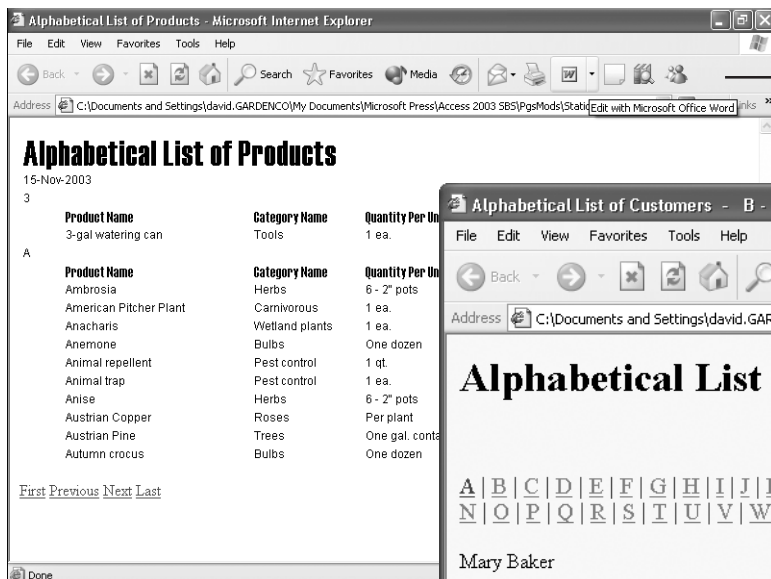 Alphabetical List of Products - Microsoft Internet Explorer
File Edit View Favorites Tools Help
Back Search Favorites Media
Address C:\Documents and Settings\david.GARDENCO\My Documents\Microsoft Press\Access 2003 SBS\PgsMods\Static
Edit with Microsoft Office Word
Alphabetical List of Products
15-Nov-2003
3
Product Name Category Name Quantity Per Un
3-gal watering can Tools 1 ea.
A
Product Name Category Name Quantity Per Un
Ambrosia Herbs 6 - 2" pots
American Pitcher Plant Carnivorous 1 ea.
Anacharis Wetland plants 1 ea.
Anemone Bulbs One dozen
Animal repellent Pest control 1 qt.
Animal trap Pest control 1 ea.
Anise Herbs 6 - 2" pots
Austrian Copper Roses Per plant
Austrian Pine Trees One gal. conta
Autumn crocus Bulbs One dozen
First Previous Next Last
Done
Alphabetical List of Customers - B -
File Edit View Favorites Tools Help
Back
Address C:\Documents and Settings\david.GAR
Alphabetical List
A | B | C | D | E | F | G | H | I | J |
N | O | P | Q | R | S | T | U | V | W
Mary Baker